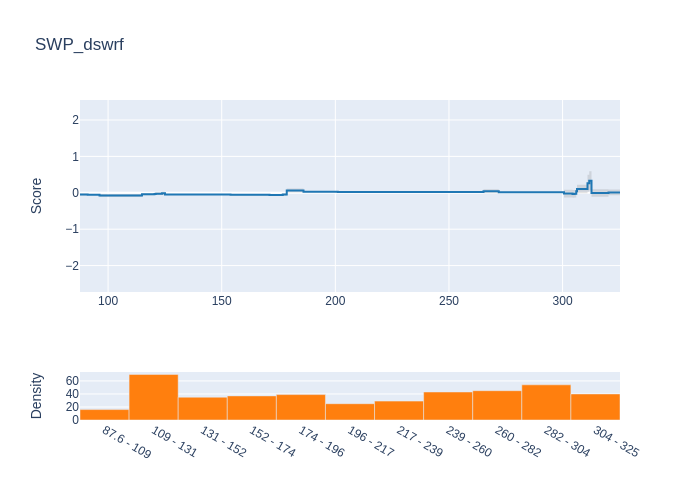 SWP_dswrf
2
1
0
−1
−2
Score
100
150
200
250
300
60
40
20
0
Density
87.6 - 109
109 - 131
131 - 152
152 - 174
174 - 196
196 - 217
217 - 239
239 - 260
260 - 282
282 - 304
304 - 325